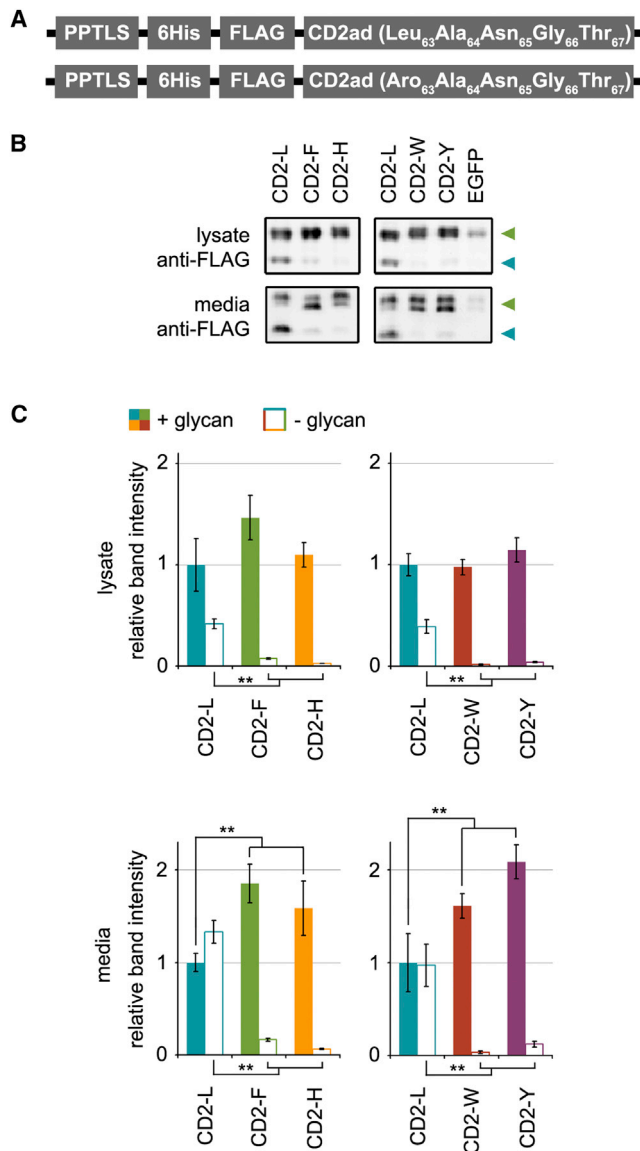 A
PPTLS 6His FLAG CD2ad (Leu63Ala64Asn65Gly66Thr67)
PPTLS 6His FLAG CD2ad (Aro63Ala64Asn65Gly66Thr67)
B
CD2-L CD2-F CD2-H CD2-L CD2-W CD2-Y EGFP
lysate
anti-FLAG
media
anti-FLAG
C
+ glycan - glycan
lysate
relative band intensity
2
1
0
**
CD2-L CD2-F CD2-H
2
1
0
**
CD2-L CD2-W CD2-Y
media
relative band intensity
**
2
1
0
**
CD2-L CD2-F CD2-H
**
2
1
0
**
CD2-L CD2-W CD2-Y